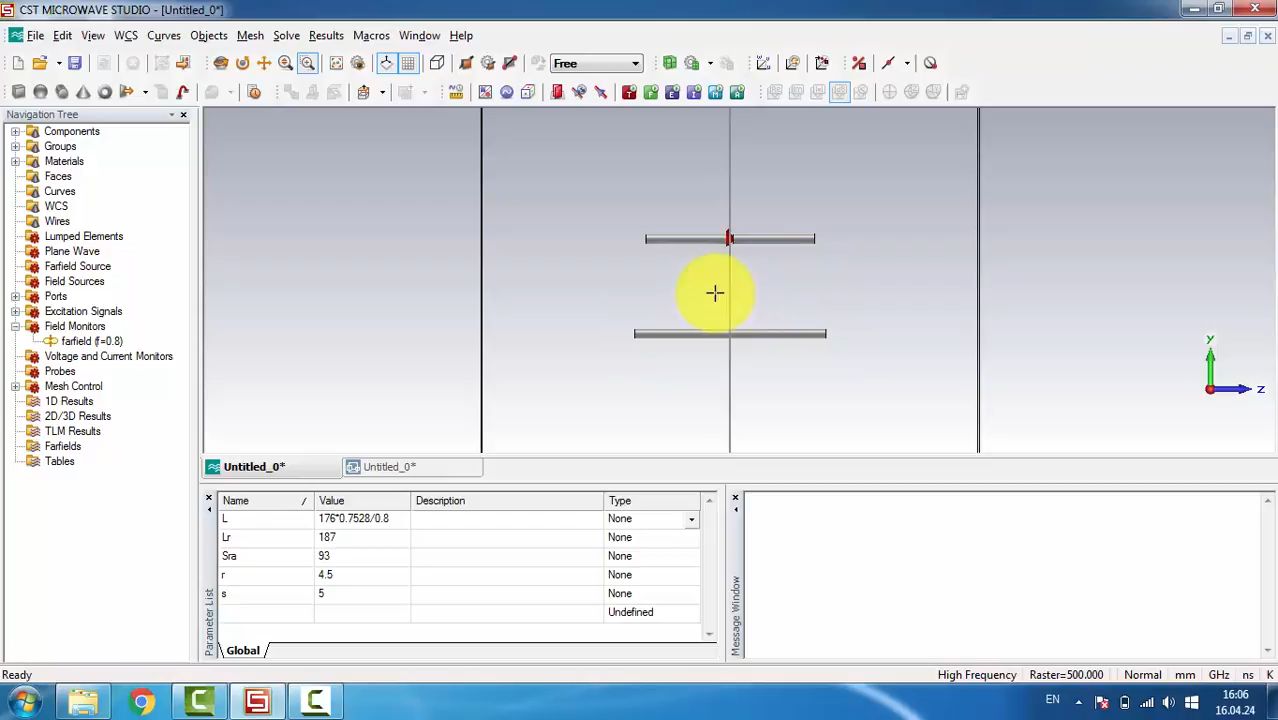 CST MICROWAVE STUDIO - [Untitled_0*]
File Edit View WCS Curves Objects Mesh Solve Results Macros Window Help
Free
T F E I M A
Navigation Tree
Components
Groups
Materials
Faces
Curves
WCS
Wires
Lumped Elements
Plane Wave
Farfield Source
Field Sources
Ports
Excitation Signals
Field Monitors
farfield (f=0.8)
Voltage and Current Monitors
Probes
Mesh Control
1D Results
2D/3D Results
TLM Results
Farfields
Tables
Y
Z
Untitled_0* Untitled_0*
Name / Value Description Type
L 176*0.7528/0.8 None
Lr 187 None
Sra 93 None
r 4.5 None
s 5 None
Undefined
Global
Parameter List
Message Window
Ready High Frequency Raster=500.000 Normal mm GHz ns K
EN 16:06
16.04.24